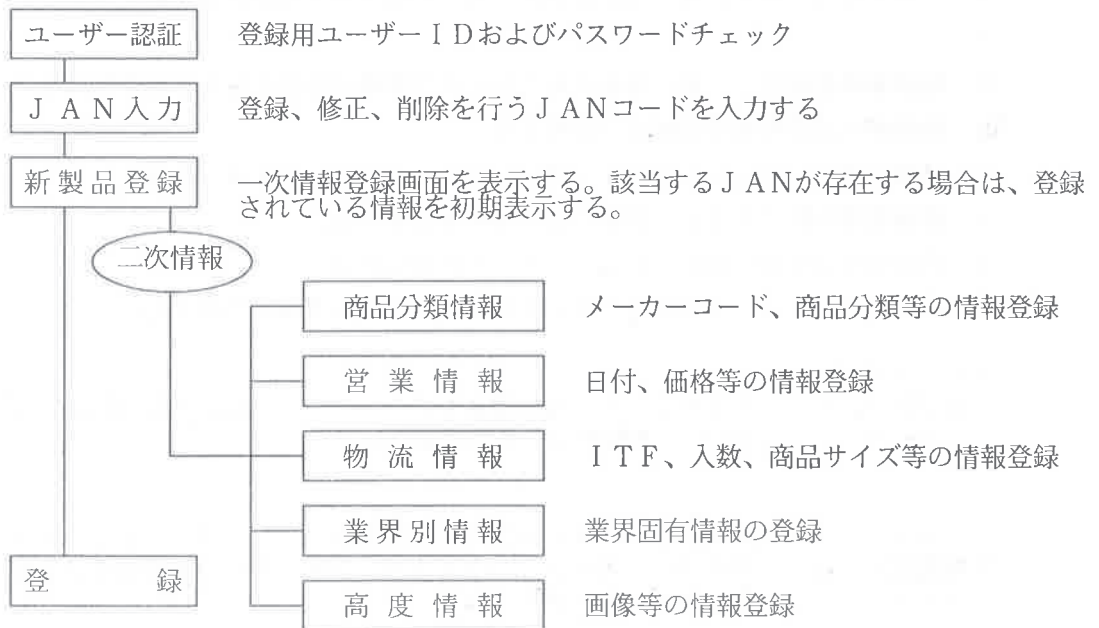 ユーザー認証 登録用ユーザーＩＤおよびパスワードチェック
ＪＡＮ入力 登録、修正、削除を行うＪＡＮコードを入力する
新製品登録 一次情報登録画面を表示する。該当するＪＡＮが存在する場合は、登録
されている情報を初期表示する。
二次情報
商品分類情報 メーカーコード、商品分類等の情報登録
営業情報 日付、価格等の情報登録
物流情報 ＩＴＦ、入数、商品サイズ等の情報登録
業界別情報 業界固有情報の登録
登録
高度情報 画像等の情報登録